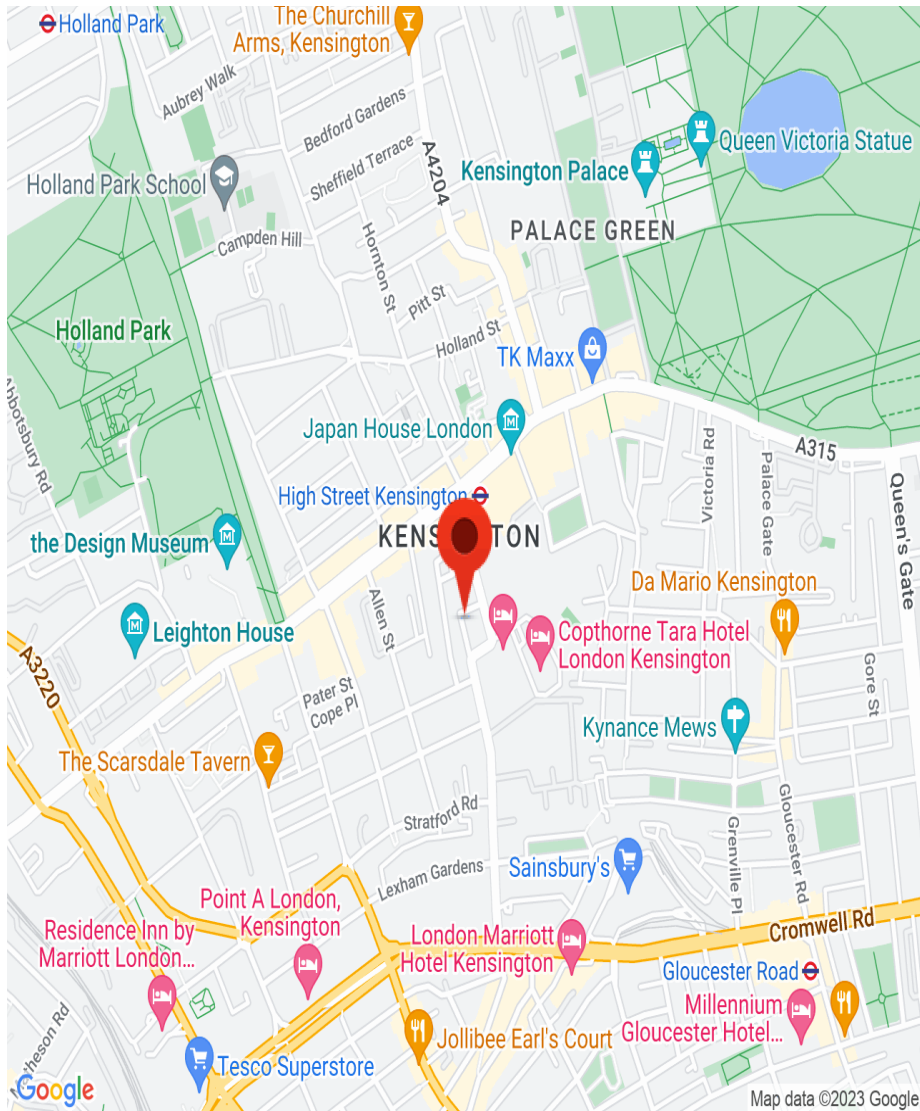 Holland Park
The Churchill
Arms, Kensington
Aubrey Walk
Bedford Gardens
Sheffield Terrace
A4204
Queen Victoria Statue
Kensington Palace
Holland Park School
PALACE GREEN
Campden Hill
Hornton St
Pitt St
Holland Park
Holland St
TK Maxx
Abbotsbury Rd
Japan House London
A315
Victoria Rd
Palace Gate
Queen's Gate
High Street Kensington
the Design Museum
Da Mario Kensington
Allen St
Leighton House
Copthorne Tara Hotel
London Kensington
A3220
Gore St
Pater St
Cope Pl
Kynance Mews
The Scarsdale Tavern
Stratford Rd
Gloucester Rd
Grenville Pl
Lexham Gardens
Sainsbury's
Point A London,
Kensington
Residence Inn by
Marriott London...
London Marriott
Hotel Kensington
Cromwell Rd
Gloucester Road
Millennium
Gloucester Hotel...
Jollibee Earl's Court
Tesco Superstore
Google
Map data ©2023 Google